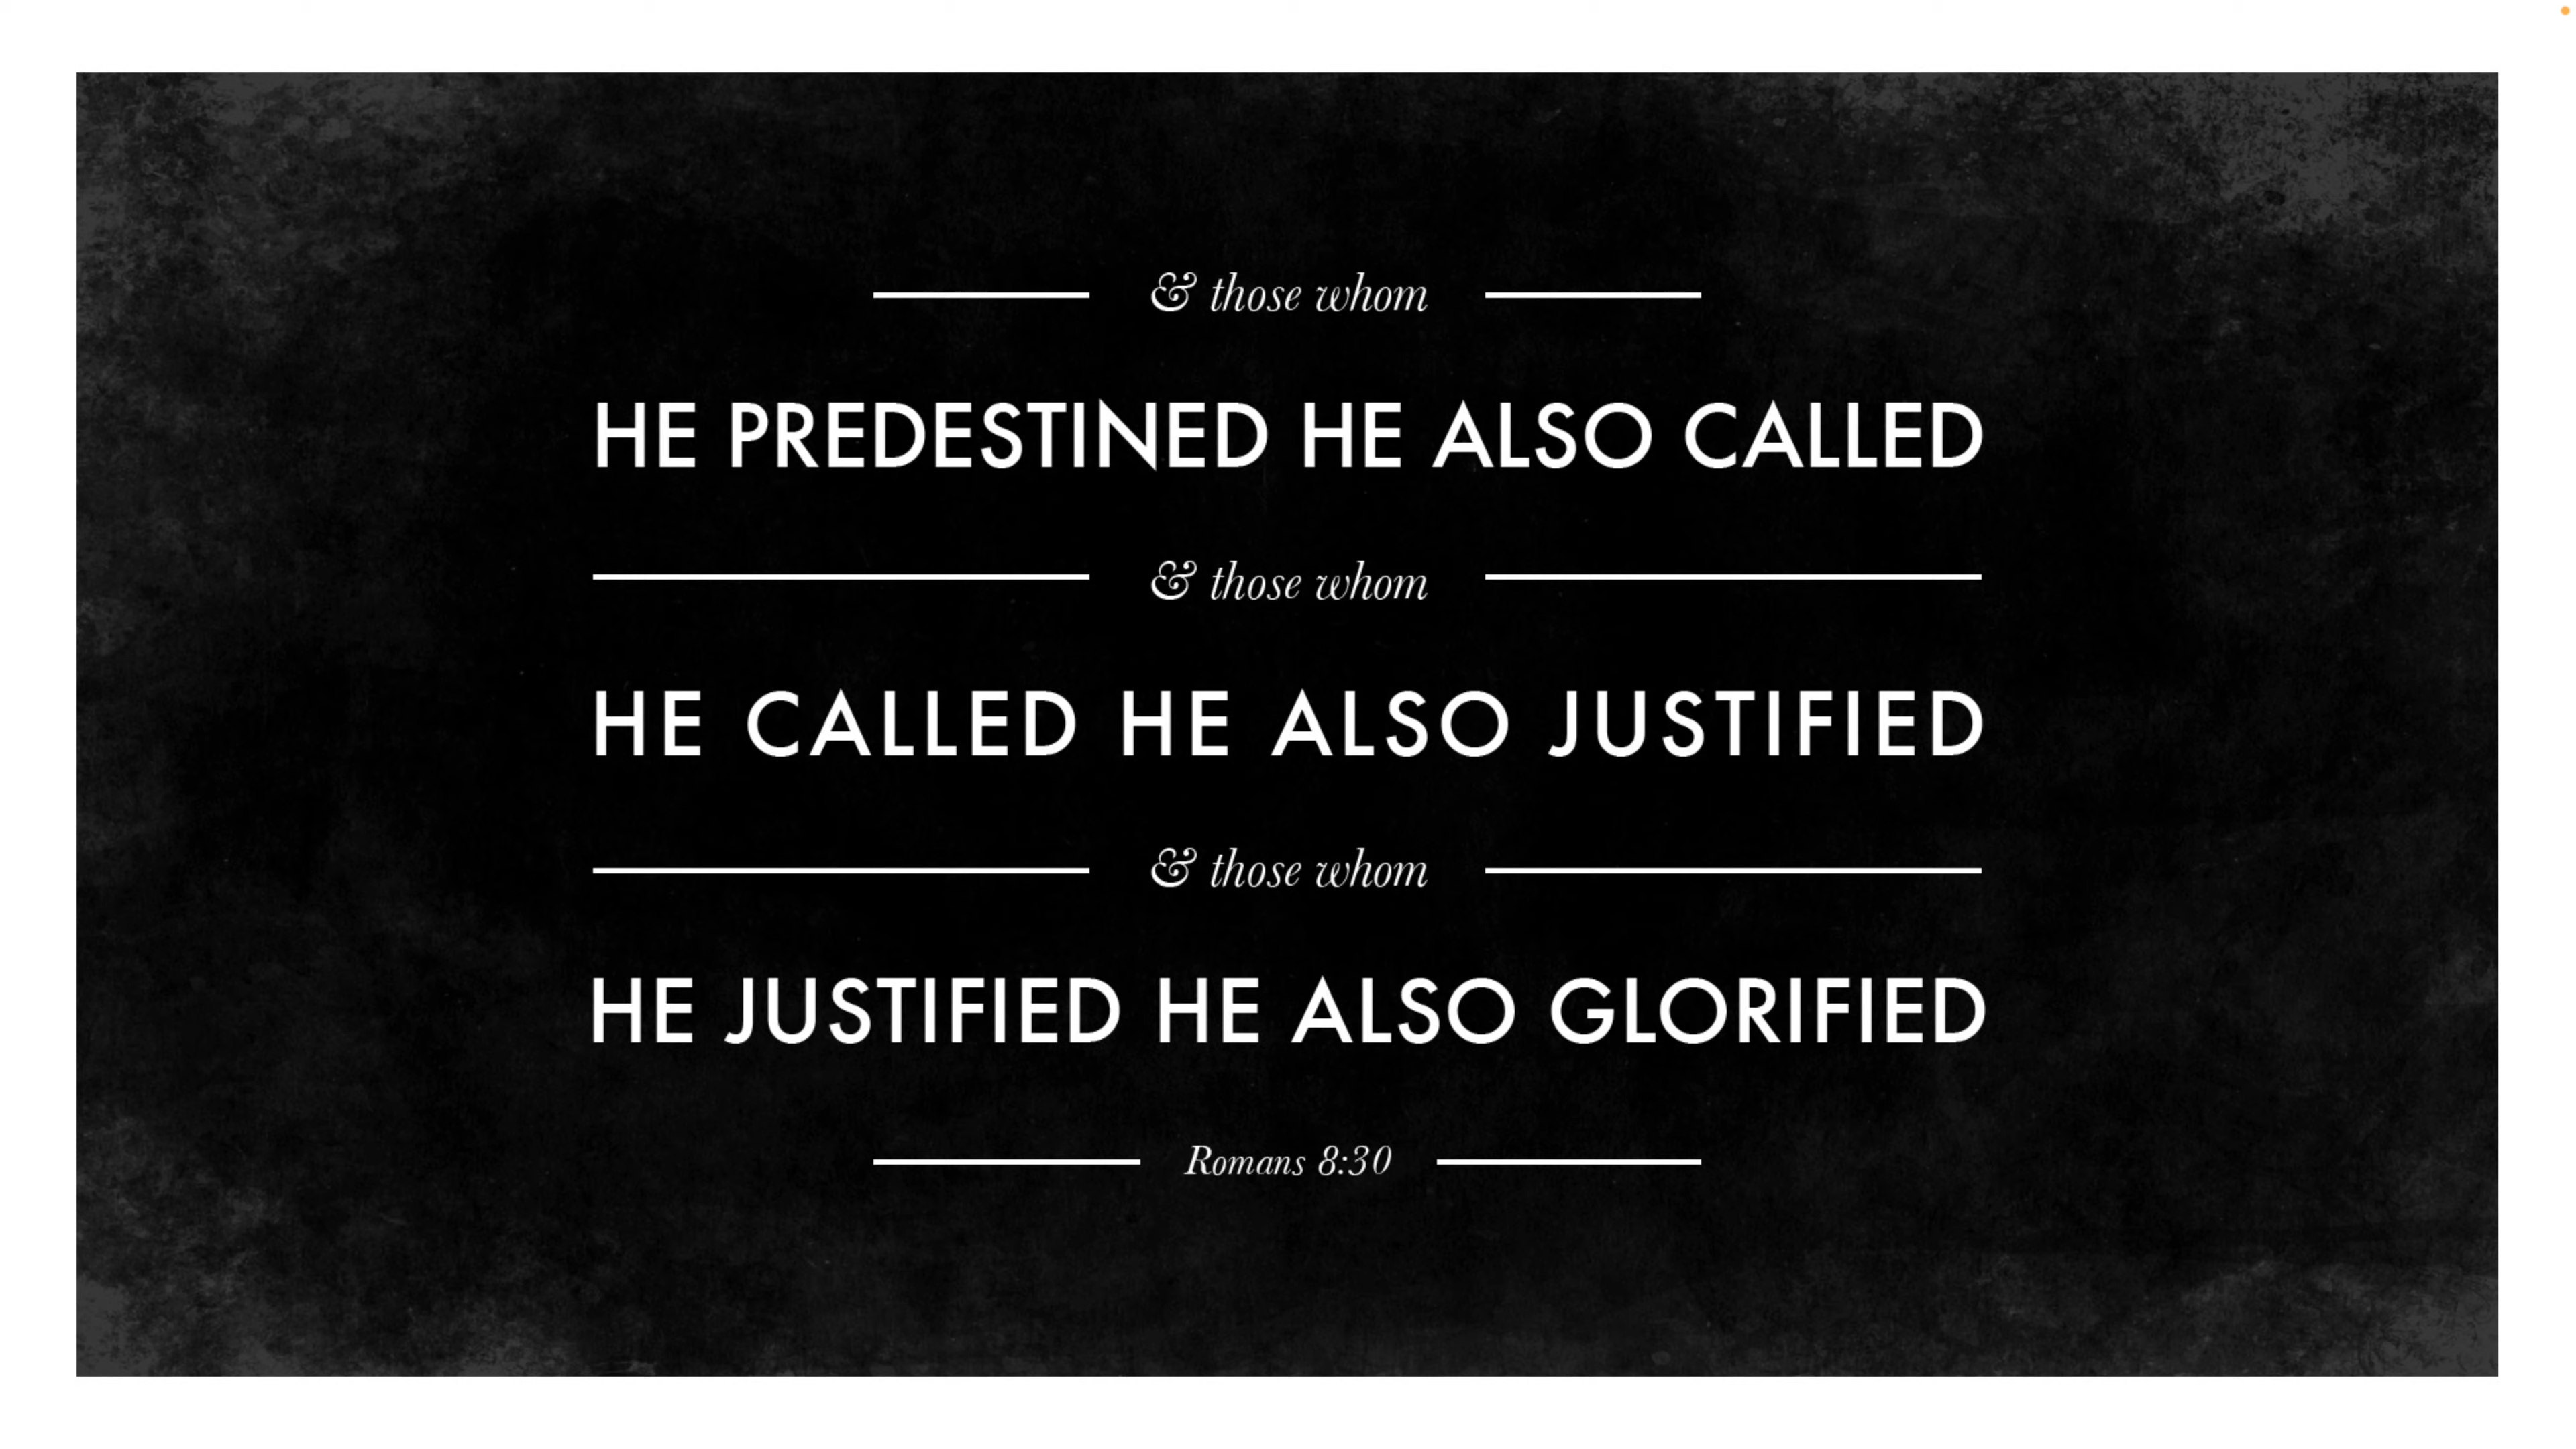 & those whom
HE PREDESTINED HE ALSO CALLED
& those whom
HE CALLED HE ALSO JUSTIFIED
& those whom
HE JUSTIFIED HE ALSO GLORIFIED
Romans 8:30